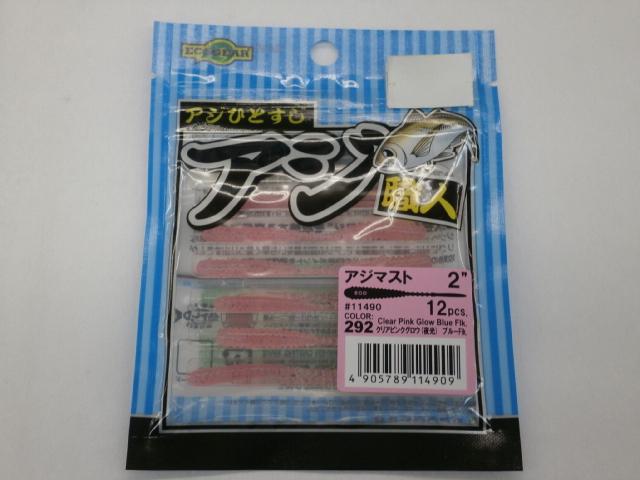 ECOGEAR
アジひとすじ
アジ
職人
アジマスト 2"
#11490 12pcs.
COLOR: 292 Clear Pink Glow Blue Flk.
クリアピンクグロウ(夜光) ブルーFlk.
4 905789 114909